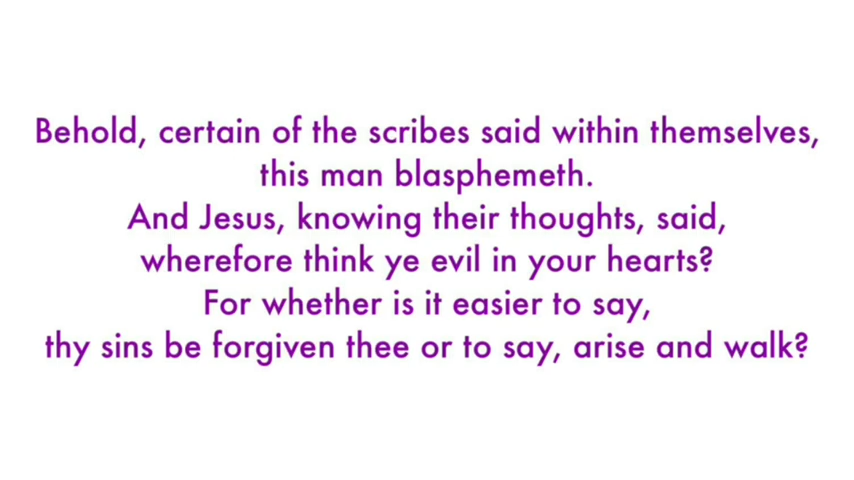 Behold, certain of the scribes said within themselves,
this man blasphemeth.
And Jesus, knowing their thoughts, said,
wherefore think ye evil in your hearts?
For whether is it easier to say,
thy sins be forgiven thee or to say, arise and walk?